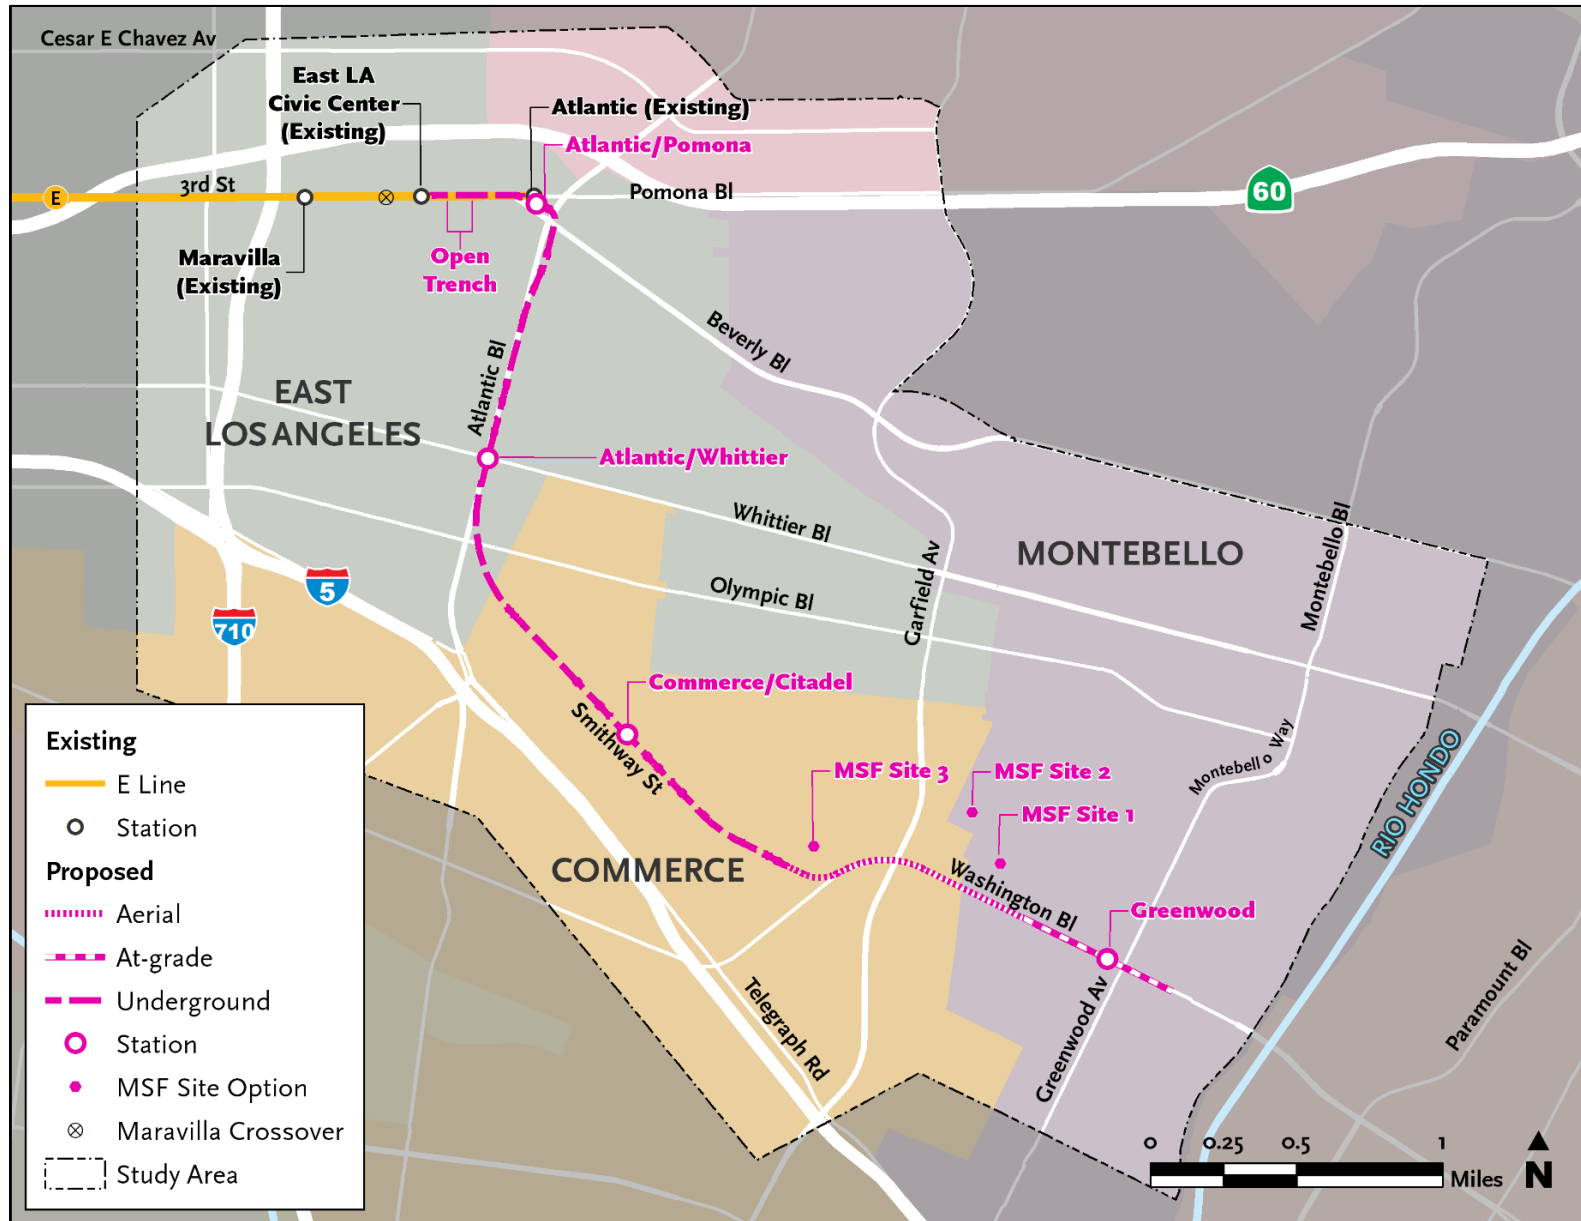 Cesar E Chavez Av
East LA
Civic Center
(Existing)
Atlantic (Existing)
Atlantic/Pomona
E
3rd St
Pomona Bl
60
Maravilla
(Existing)
Open
Trench
Beverly Bl
Atlantic Bl
EAST
LOS ANGELES
Atlantic/Whittier
Whittier Bl
MONTEBELLO
Montebello Bl
Garfield Av
Olympic Bl
5
710
Commerce/Citadel
Smithway St
MSF Site 3
MSF Site 2
MSF Site 1
Montebello Way
RIO HONDO
COMMERCE
Washington Bl
Greenwood
Telegraph Rd
Greenwood Av
Paramount Bl
Existing
E Line
Station
Proposed
Aerial
At-grade
Underground
Station
MSF Site Option
Maravilla Crossover
Study Area
0 0.25 0.5 1
Miles
N